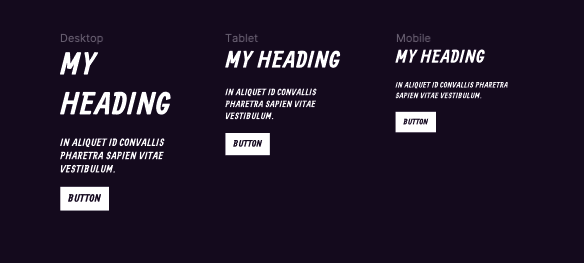 Desktop
MY
HEADING
IN ALIQUET ID CONVALLIS
PHARETRA SAPIEN VITAE
VESTIBULUM.
BUTTON
Tablet
MY HEADING
IN ALIQUET ID CONVALLIS
PHARETRA SAPIEN VITAE
VESTIBULUM.
BUTTON
Mobile
MY HEADING
IN ALIQUET ID CONVALLIS PHARETRA
SAPIEN VITAE VESTIBULUM.
BUTTON